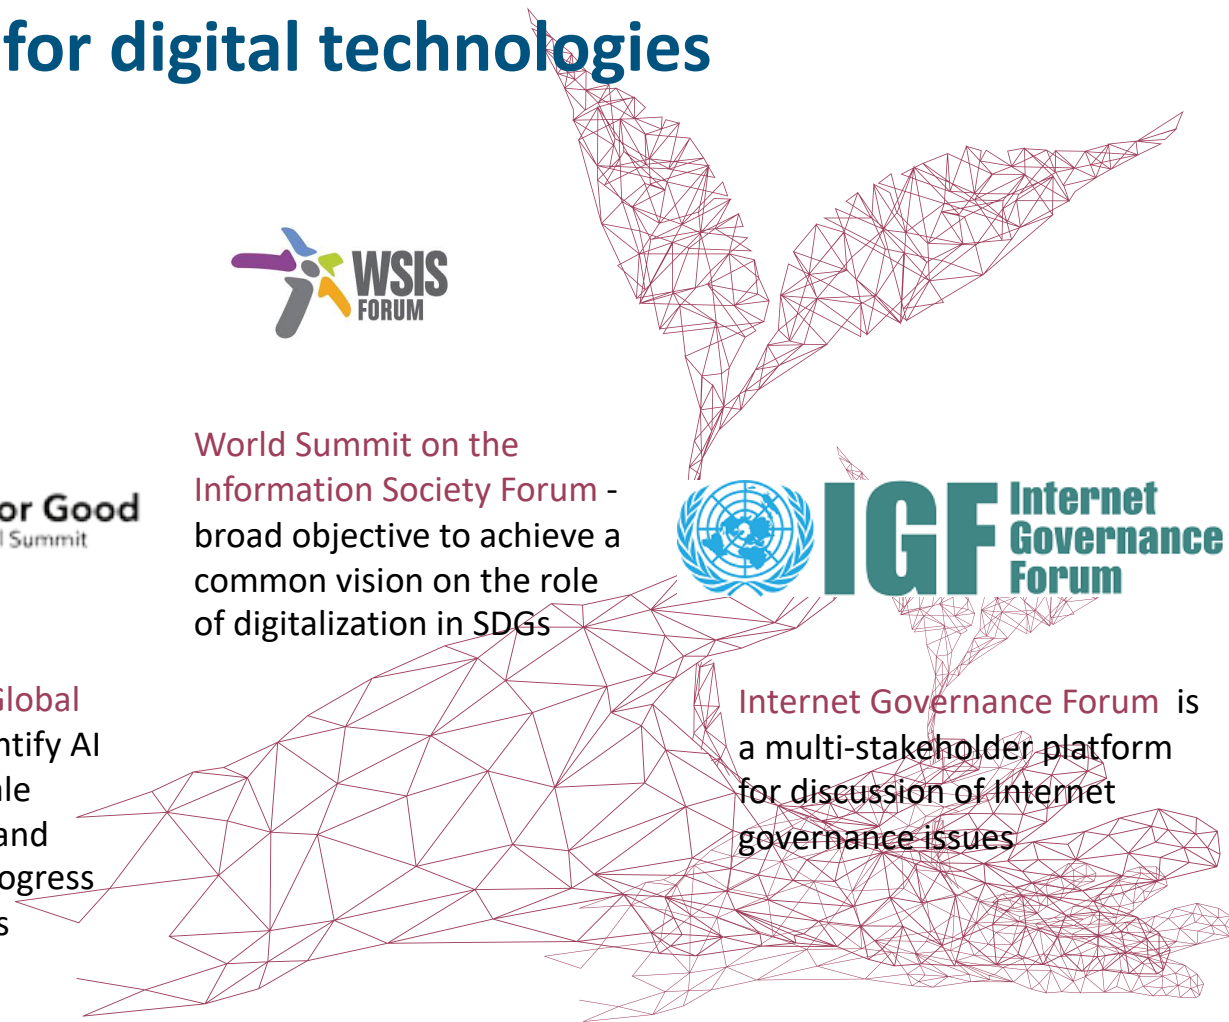 for digital technologies
WSIS
FORUM
World Summit on the
Information Society Forum -
broad objective to achieve a
common vision on the role
of digitalization in SDGs
or Good
l Summit
Global
ntify AI
ale
and
ogress
s
IGF Internet
Governance
Forum
Internet Governance Forum is
a multi-stakeholder platform
for discussion of Internet
governance issues